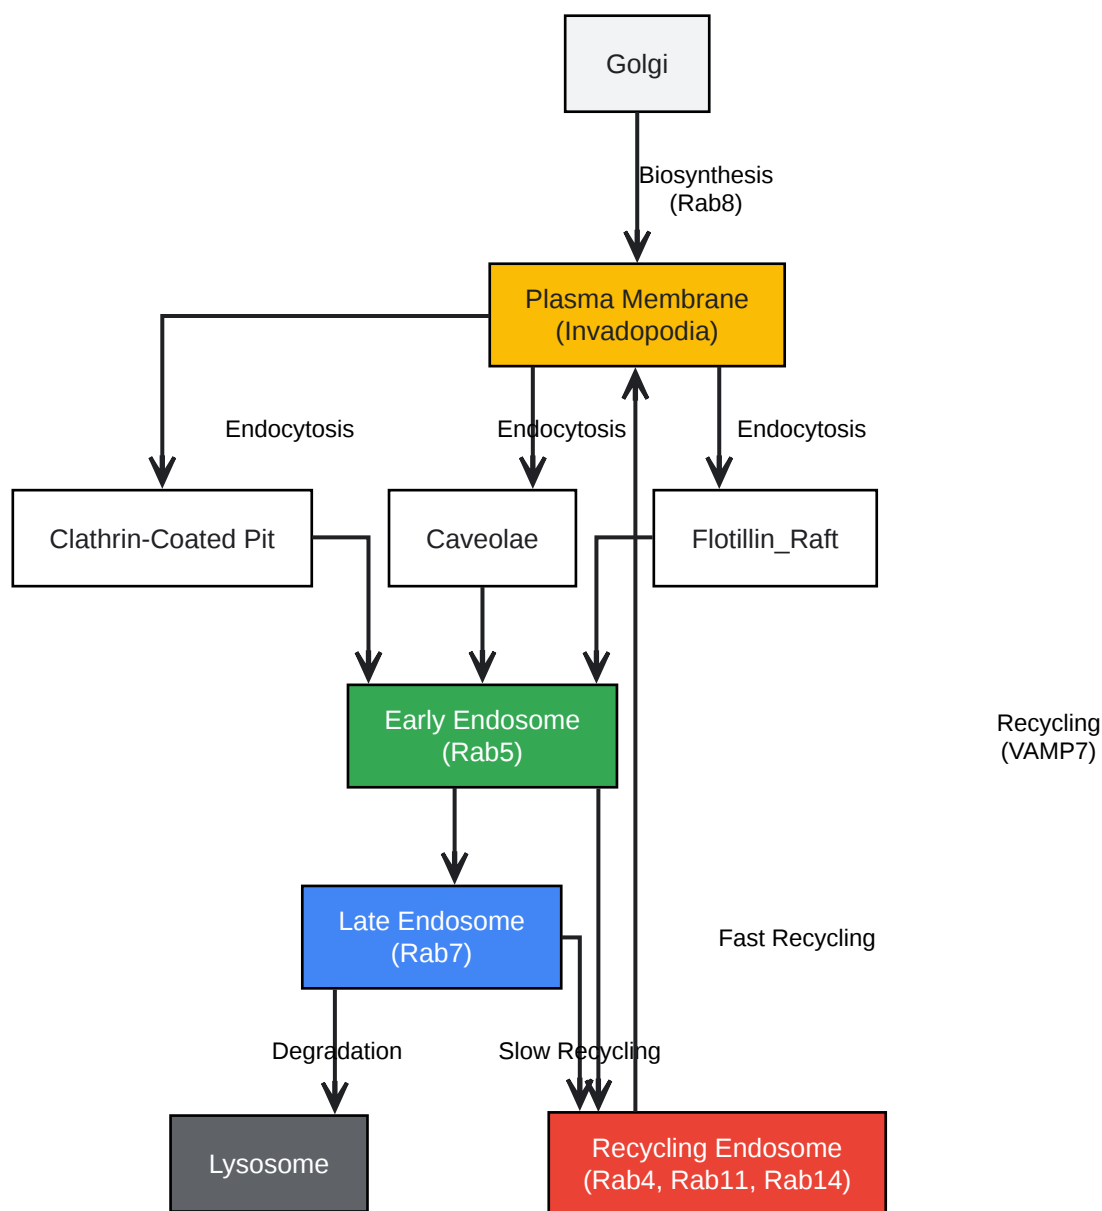 Golgi
Biosynthesis
(Rab8)
Plasma Membrane
(Invadopodia)
Endocytosis
Endocytosis
Endocytosis
Clathrin-Coated Pit
Caveolae
Flotillin_Raft
Early Endosome
(Rab5)
Recycling
(VAMP7)
Late Endosome
(Rab7)
Fast Recycling
Degradation
Slow Recycling
Lysosome
Recycling Endosome
(Rab4, Rab11, Rab14)